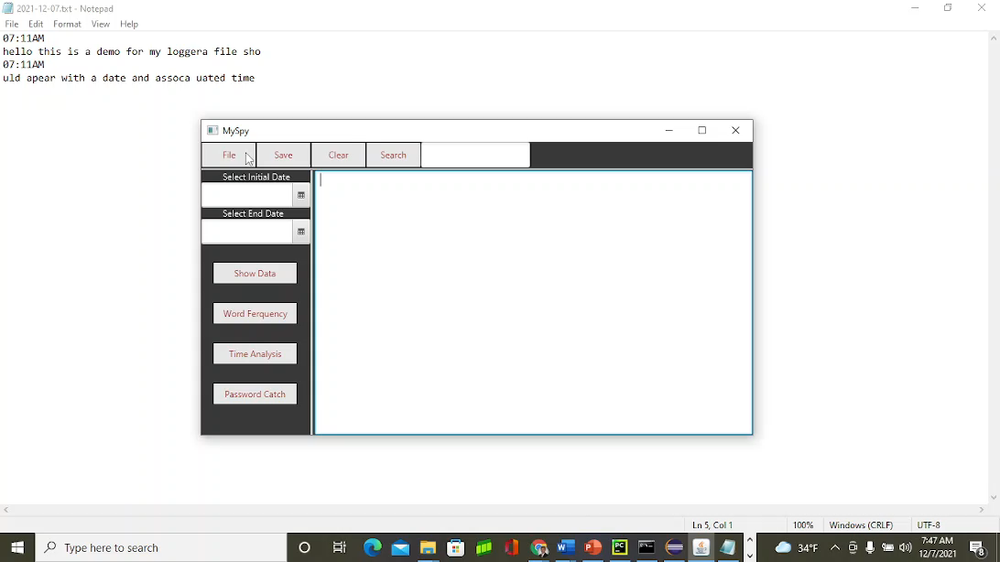 2021-12-07.txt - Notepad
File Edit Format View Help
07:11AM
hello this is a demo for my loggera file sho
07:11AM
uld apear with a date and assoca uated time
MySpy
File Save Clear Search
Select Initial Date
Select End Date
Show Data
Word Ferquency
Time Analysis
Password Catch
Ln 5, Col 1 100% Windows (CRLF) UTF-8
Type here to search
34°F
7:47 AM
12/7/2021